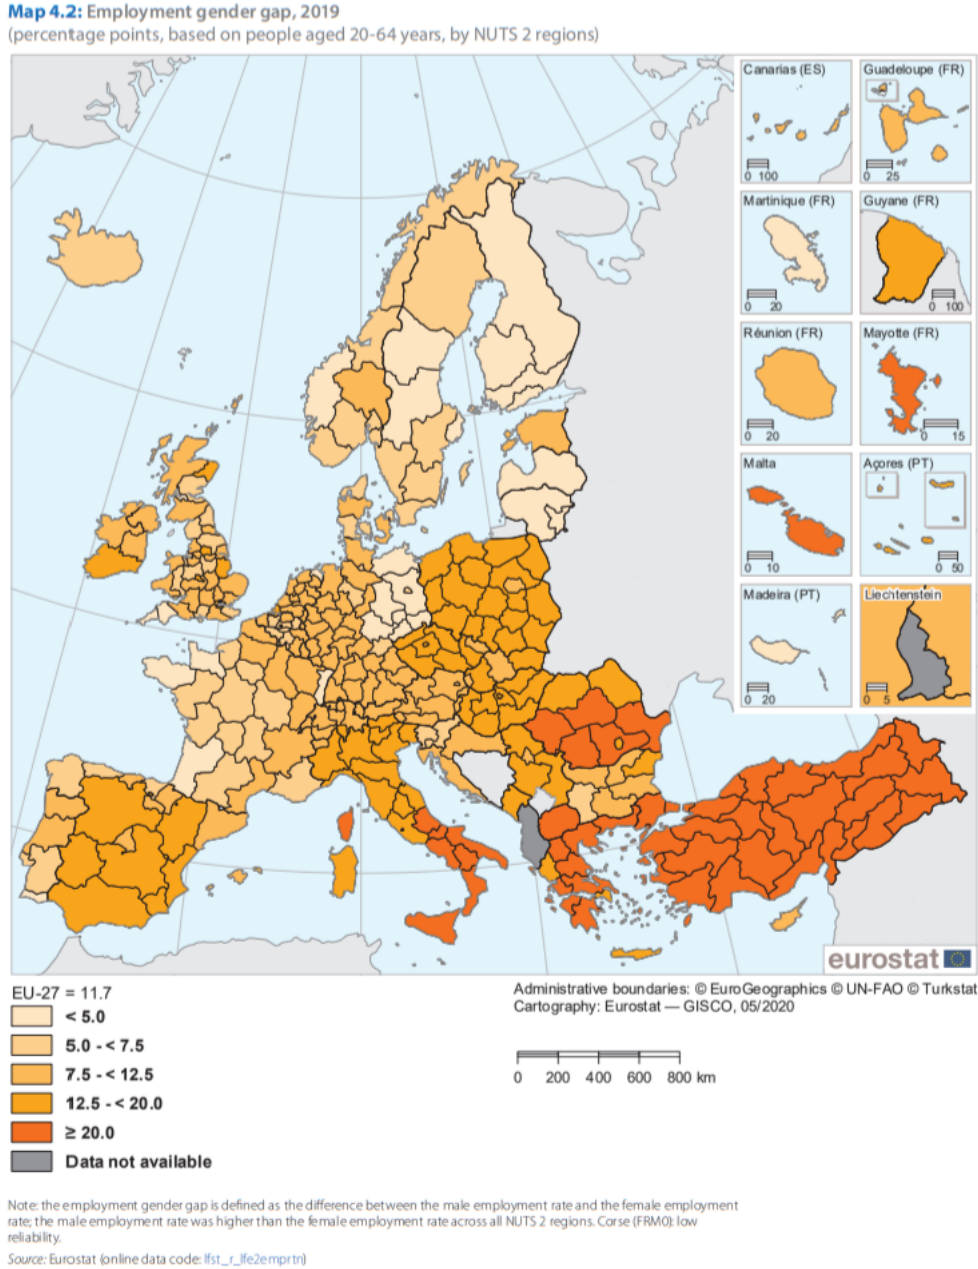 Map 4.2: Employment gender gap, 2019
(percentage points, based on people aged 20-64 years, by NUTS 2 regions)
Canarias (ES)
0 100
Guadeloupe (FR)
0 25
Martinique (FR)
0 20
Guyane (FR)
0 100
Réunion (FR)
0 20
Mayotte (FR)
0 15
Malta
0 10
Açores (PT)
0 50
Madeira (PT)
0 20
Liechtenstein
0 5
eurostat
EU-27 = 11.7
< 5.0
5.0 - < 7.5
7.5 - < 12.5
12.5 - < 20.0
≥ 20.0
Data not available
Administrative boundaries: © EuroGeographics © UN-FAO © Turkstat
Cartography: Eurostat — GISCO, 05/2020
0 200 400 600 800 km
Note: the employment gender gap is defined as the difference between the male employment rate and the female employment
rate; the male employment rate was higher than the female employment rate across all NUTS 2 regions. Corse (FRM0): low
reliability.
Source: Eurostat (online data code: lfst_r_lfe2emprtn)